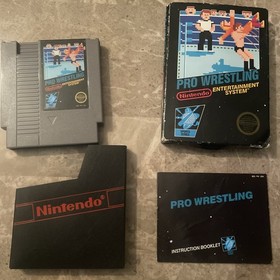 PRO WRESTLING
PRO WRESTLING
Nintendo
ENTERTAINMENT
SYSTEM
Nintendo
PRO WRESTLING
INSTRUCTION BOOKLET